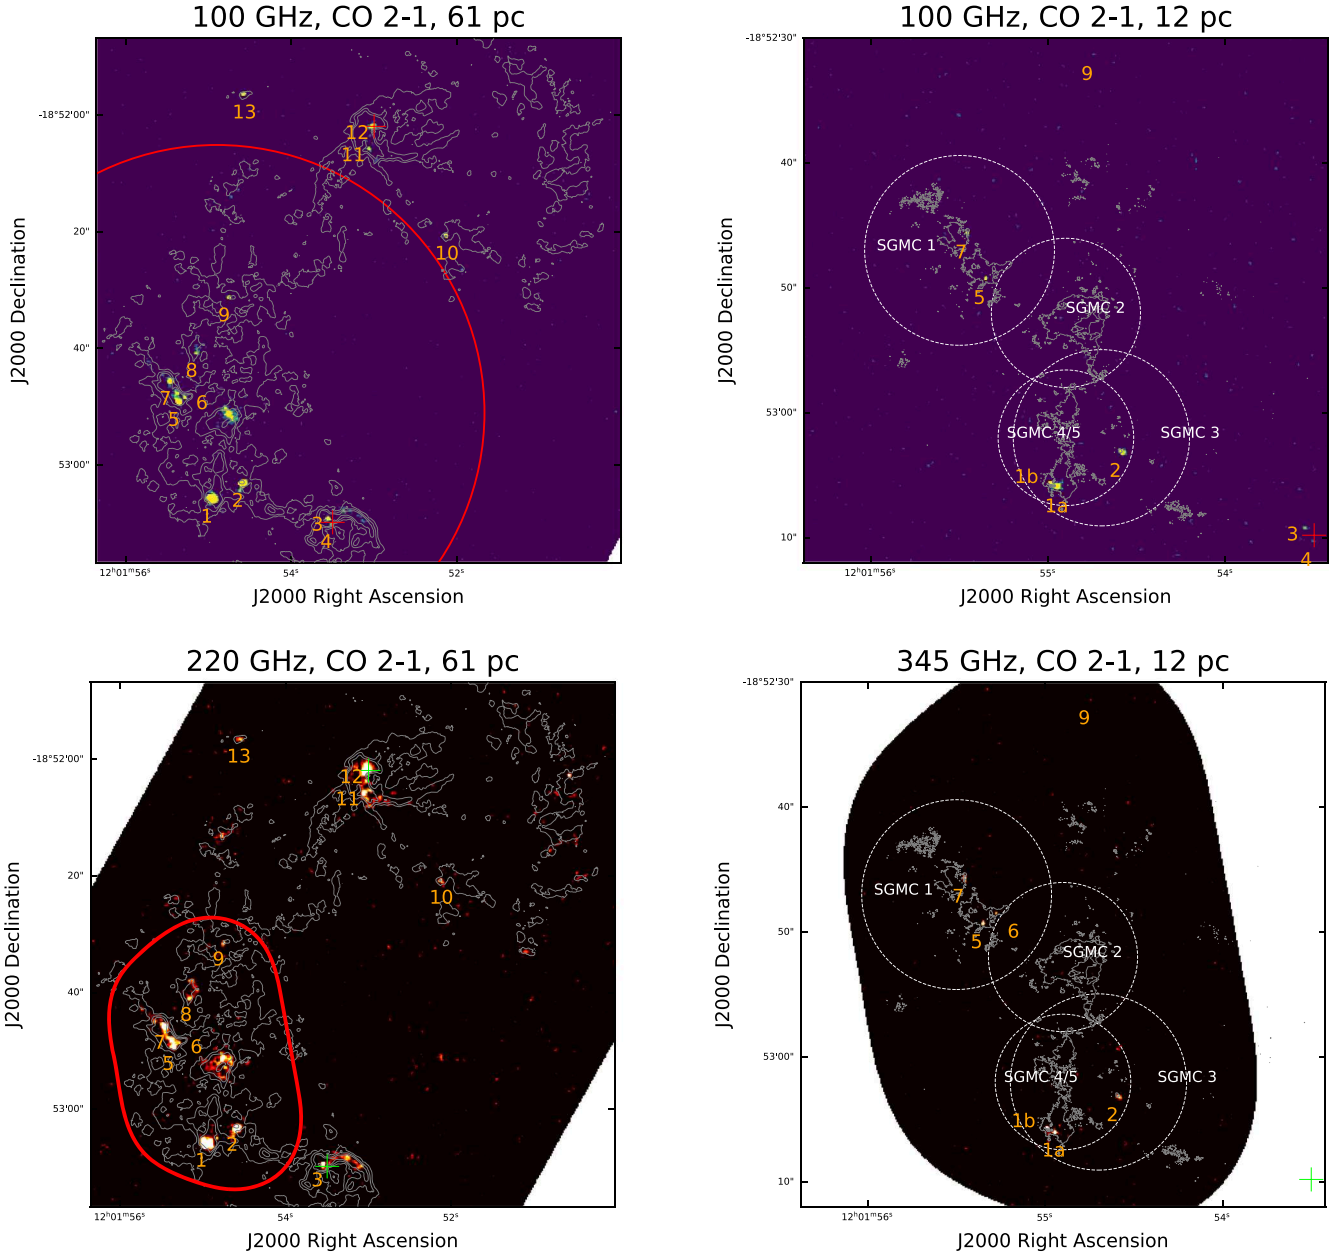 100 GHz, CO 2-1, 61 pc
J2000 Declination
-18°52'00"
20"
40"
53'00"
13
12
11
10
9
8
7
6
5
2
1
3
4
12h01m56s
54s
52s
J2000 Right Ascension
100 GHz, CO 2-1, 12 pc
J2000 Declination
-18°52'30"
40"
50"
53'00"
10"
9
SGMC 1
7
5
SGMC 2
SGMC 4/5
SGMC 3
1b
2
1a
3
4
12h01m56s
55s
54s
J2000 Right Ascension
220 GHz, CO 2-1, 61 pc
J2000 Declination
-18°52'00"
20"
40"
53'00"
13
12
11
10
9
8
7
6
5
2
1
3
12h01m56s
54s
52s
J2000 Right Ascension
345 GHz, CO 2-1, 12 pc
J2000 Declination
-18°52'30"
40"
50"
53'00"
10"
9
SGMC 1
7
5
6
SGMC 2
SGMC 4/5
SGMC 3
1b
2
1a
12h01m56s
55s
54s
J2000 Right Ascension